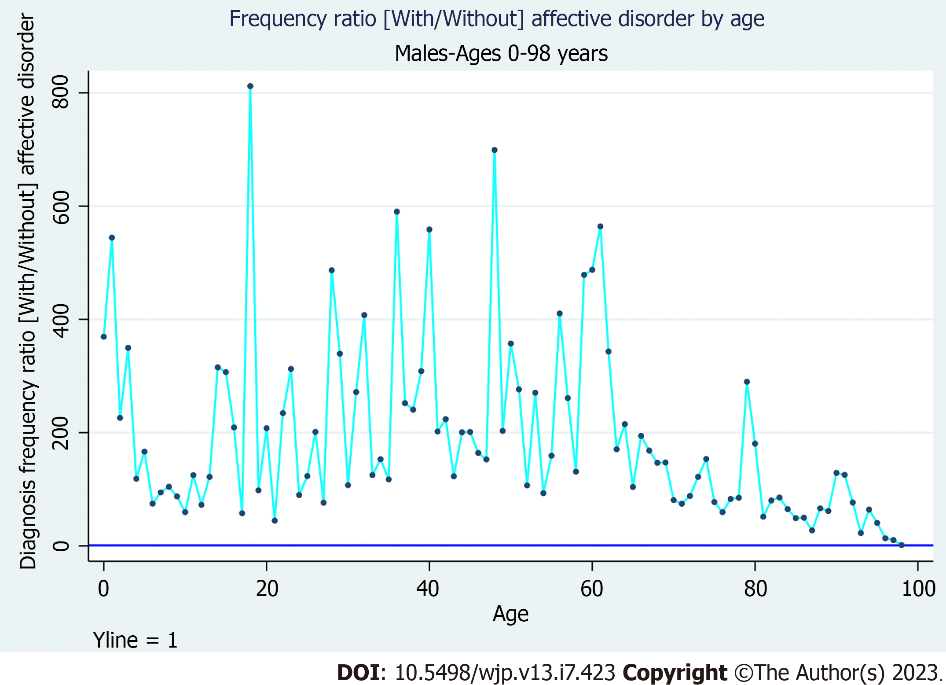 Frequency ratio [With/Without] affective disorder by age
Males-Ages 0-98 years
Diagnosis frequency ratio [With/Without] affective disorder
800
600
400
200
0
0 20 40 60 80 100
Age
Yline = 1
DOI: 10.5498/wjp.v13.i7.423 Copyright ©The Author(s) 2023.